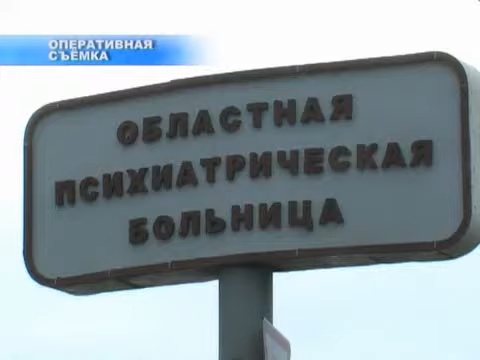 ОПЕРАТИВНАЯ
СЪЁМКА
ОБЛАСТНАЯ
ПСИХИАТРИЧЕСКАЯ
БОЛЬНИЦА